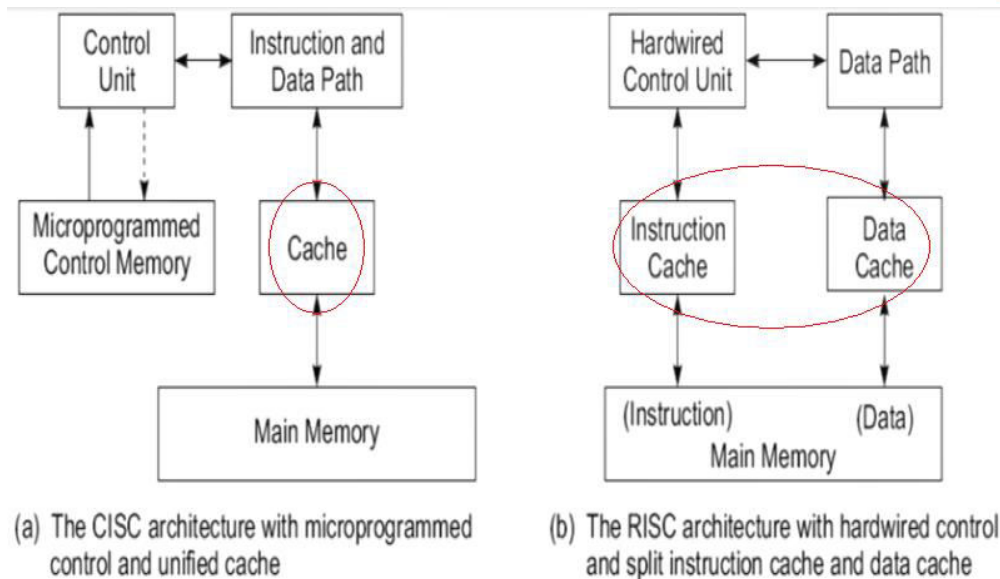 Control
Unit
Instruction and
Data Path
Microprogrammed
Control Memory
Cache
Main Memory
(a) The CISC architecture with microprogrammed
control and unified cache
Hardwired
Control Unit
Data Path
Instruction
Cache
Data
Cache
(Instruction)
(Data)
Main Memory
(b) The RISC architecture with hardwired control
and split instruction cache and data cache